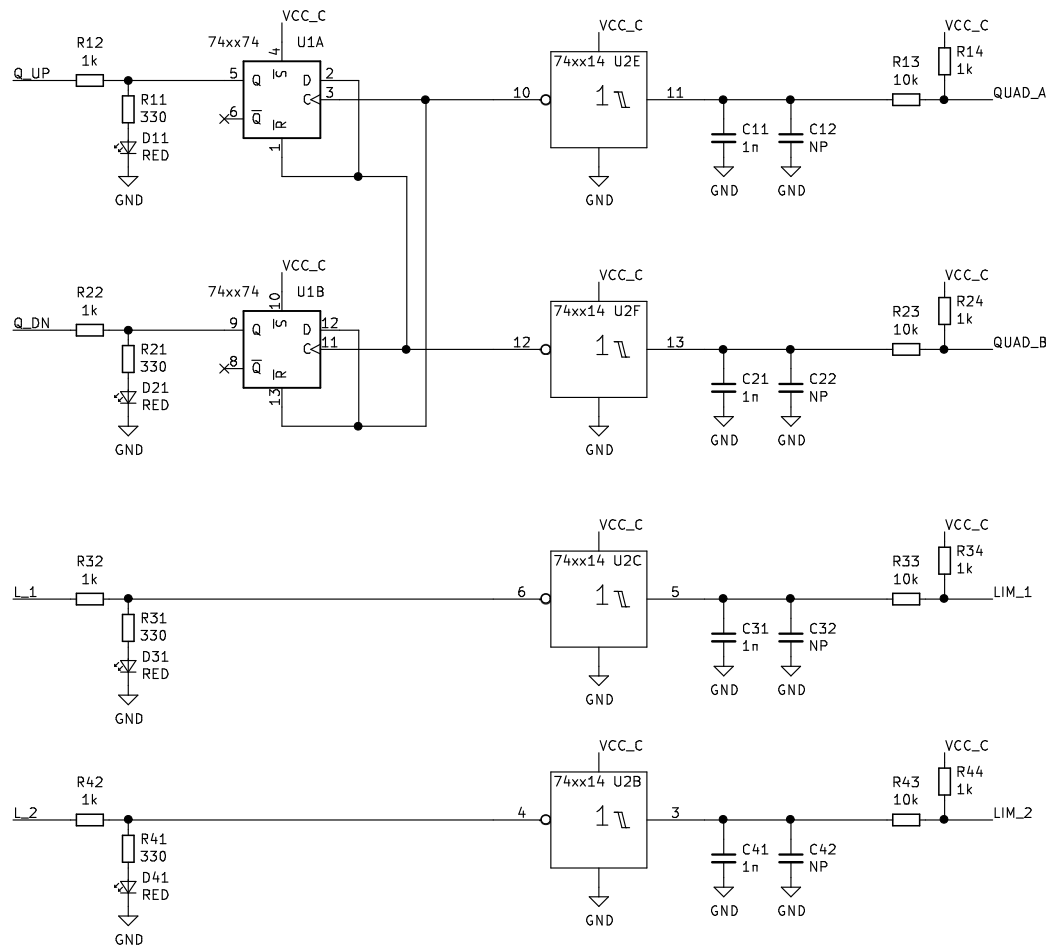 VCC_C
R12
1k
Q_UP
R11
330
D11
RED
GND
74xx74 U1A
4
5 Q S D 2
C 3
6 Q R
1
VCC_C
74xx14 U2E
10 1 11
GND
C11
1n
GND
C12
NP
GND
R13
10k
VCC_C
R14
1k
QUAD_A
VCC_C
R22
1k
Q_DN
R21
330
D21
RED
GND
74xx74 U1B
10
9 Q S D 12
C 11
8 Q R
13
VCC_C
74xx14 U2F
12 1 13
GND
C21
1n
GND
C22
NP
GND
R23
10k
VCC_C
R24
1k
QUAD_B
R32
1k
L_1
R31
330
D31
RED
GND
VCC_C
74xx14 U2C
6 1 5
GND
C31
1n
GND
C32
NP
GND
R33
10k
VCC_C
R34
1k
LIM_1
R42
1k
L_2
R41
330
D41
RED
GND
VCC_C
74xx14 U2B
4 1 3
GND
C41
1n
GND
C42
NP
GND
R43
10k
VCC_C
R44
1k
LIM_2